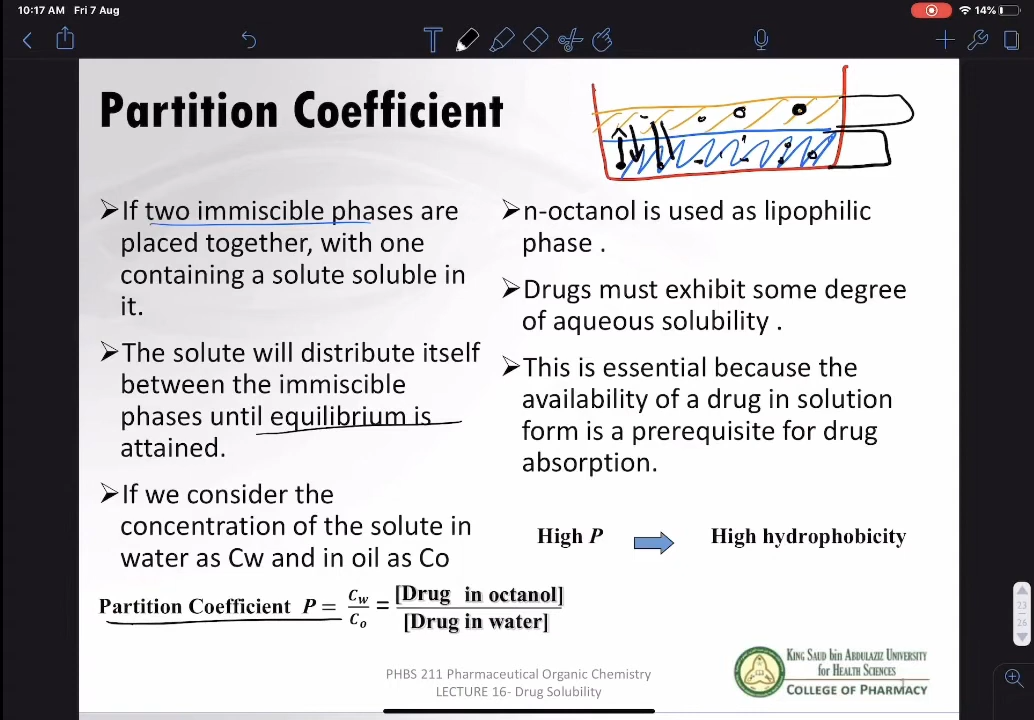 10:17 AM Fri 7 Aug
14%
Partition Coefficient
➢If two immiscible phases are
placed together, with one
containing a solute soluble in
it.
➢The solute will distribute itself
between the immiscible
phases until equilibrium is
attained.
➢If we consider the
concentration of the solute in
water as Cw and in oil as Co
Partition Coefficient P = Cw/Co = [Drug in octanol]/[Drug in water]
➢n-octanol is used as lipophilic
phase .
➢Drugs must exhibit some degree
of aqueous solubility .
➢This is essential because the
availability of a drug in solution
form is a prerequisite for drug
absorption.
High P High hydrophobicity
PHBS 211 Pharmaceutical Organic Chemistry
LECTURE 16- Drug Solubility
KING SAUD bin ABDULAZIZ UNIVERSITY
for HEALTH SCIENCES
COLLEGE OF PHARMACY
23
26